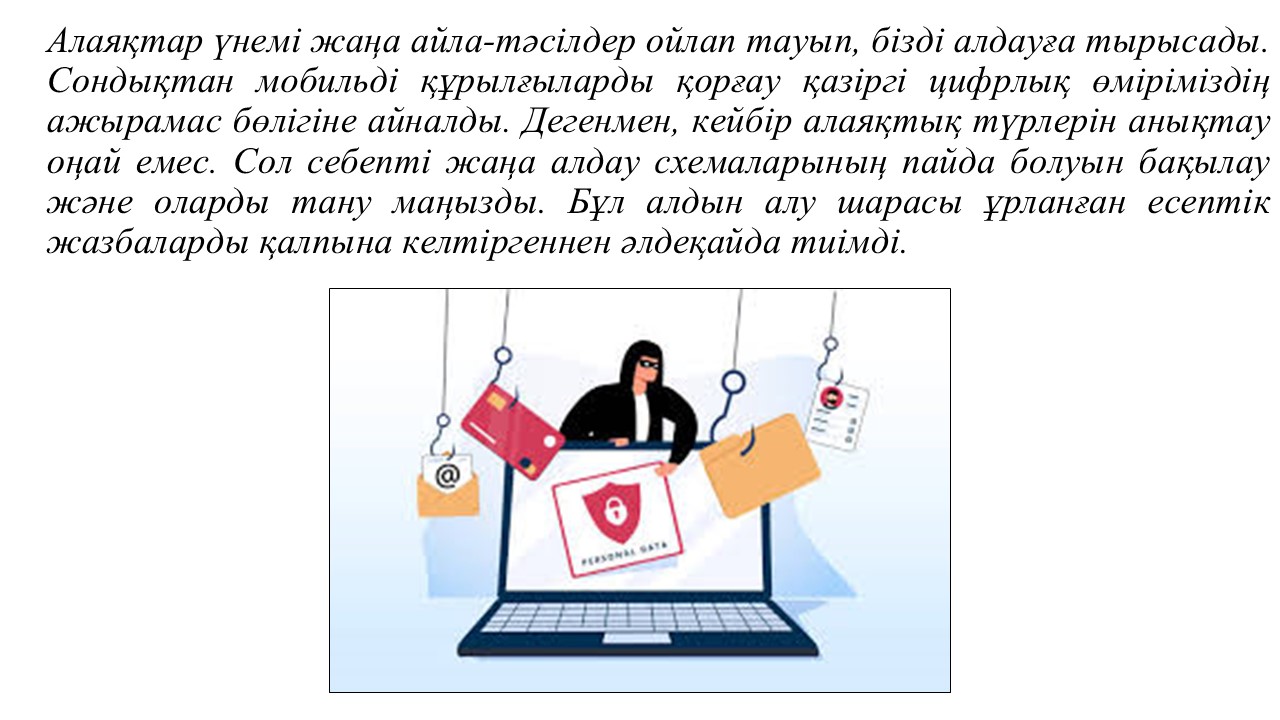 Алаяқтар үнемі жаңа айла-тәсілдер ойлап тауып, бізді алдауға тырысады.
Сондықтан мобильді құрылғыларды қорғау қазіргі цифрлық өміріміздің
ажырамас бөлігіне айналды. Дегенмен, кейбір алаяқтық түрлерін анықтау
оңай емес. Сол себепті жаңа алдау схемаларының пайда болуын бақылау
және оларды тану маңызды. Бұл алдын алу шарасы ұрланған есептік
жазбаларды қалпына келтіргеннен әлдеқайда тиімді.
@
PERSONAL DATA